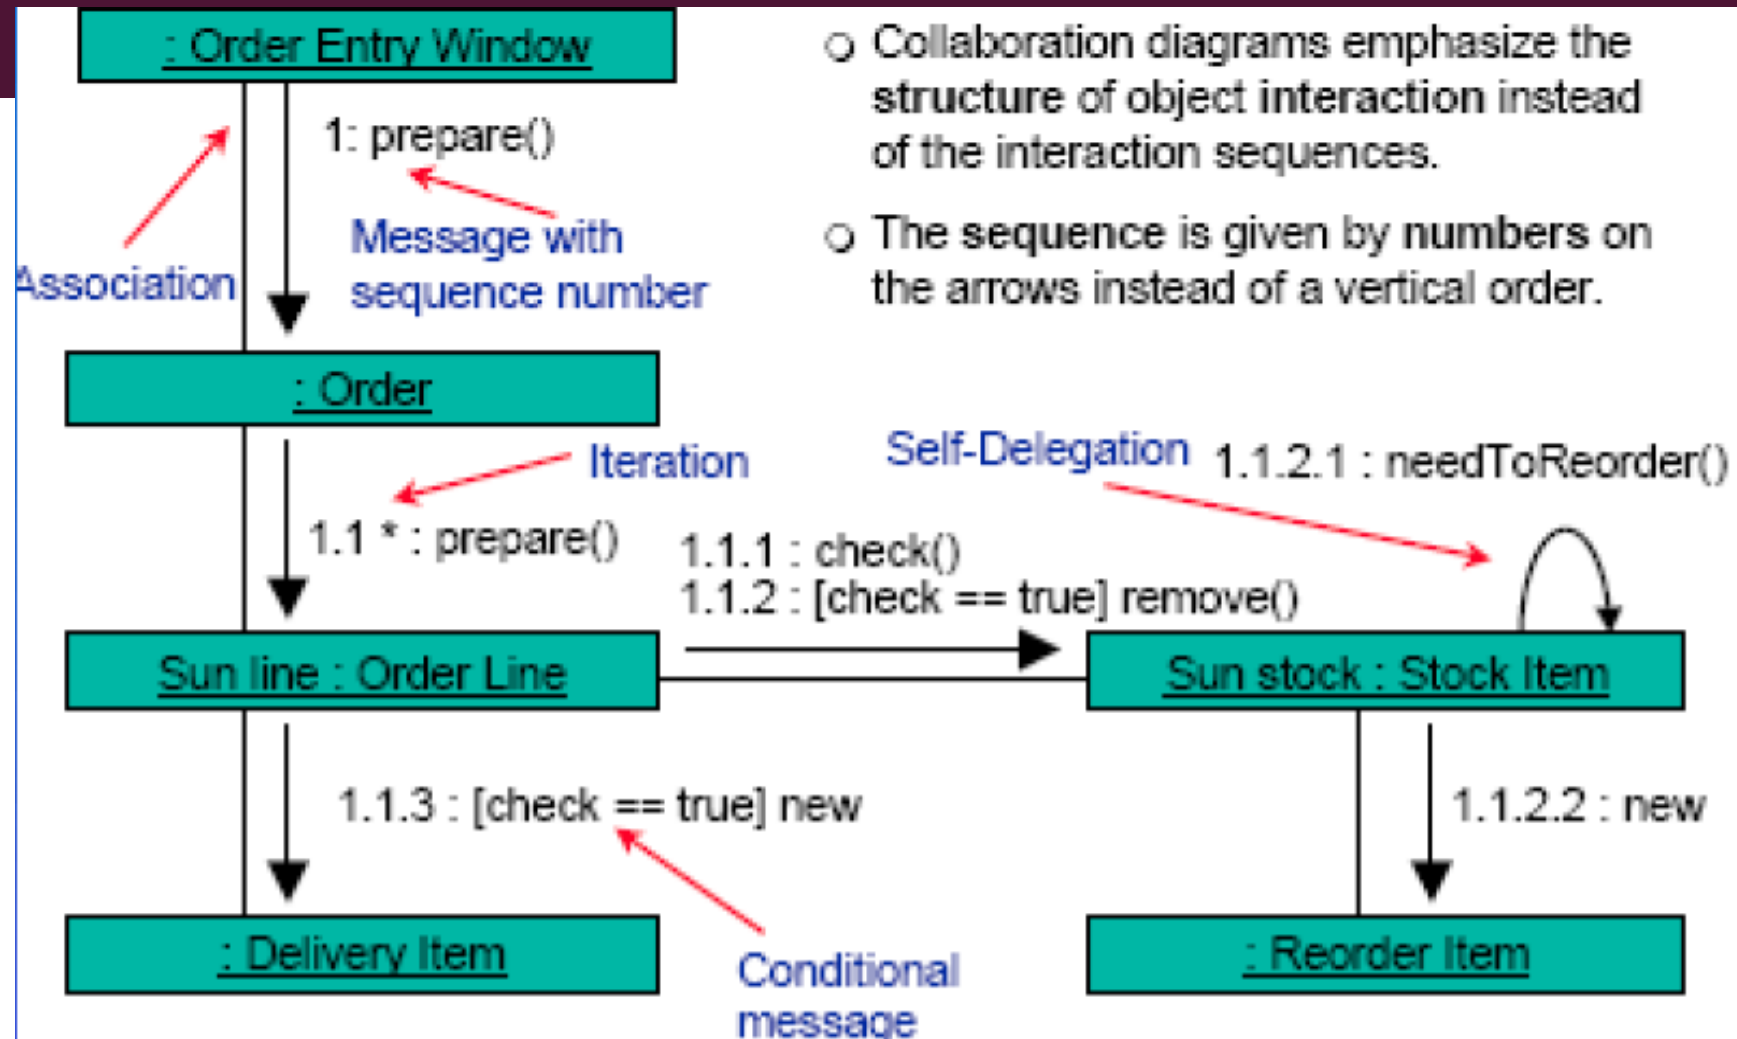 : Order Entry Window
○ Collaboration diagrams emphasize the
structure of object interaction instead
of the interaction sequences.
1: prepare()
Message with
sequence number
Association
○ The sequence is given by numbers on
the arrows instead of a vertical order.
: Order
Iteration
Self-Delegation
1.1.2.1 : needToReorder()
1.1 * : prepare()
1.1.1 : check()
1.1.2 : [check == true] remove()
Sun line : Order Line
Sun stock : Stock Item
1.1.3 : [check == true] new
1.1.2.2 : new
: Delivery Item
Conditional
message
: Reorder Item